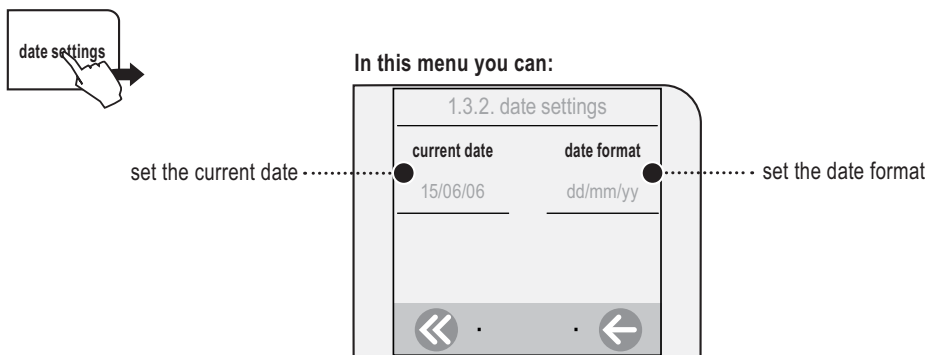 date settings
In this menu you can:
1.3.2. date settings
current date date format
set the current date set the date format
15/06/06 dd/mm/yy